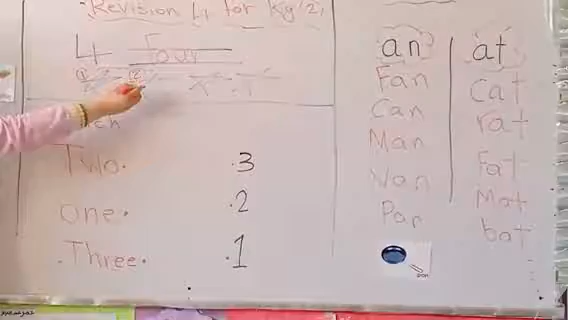 Revision 4 for Kg/2,
4 Four
Two. .3
one. .2
.Three. .1
an
Fan
Can
Man
Van
Pan
pan
at
Cat
rat
Fat
Mat
bat